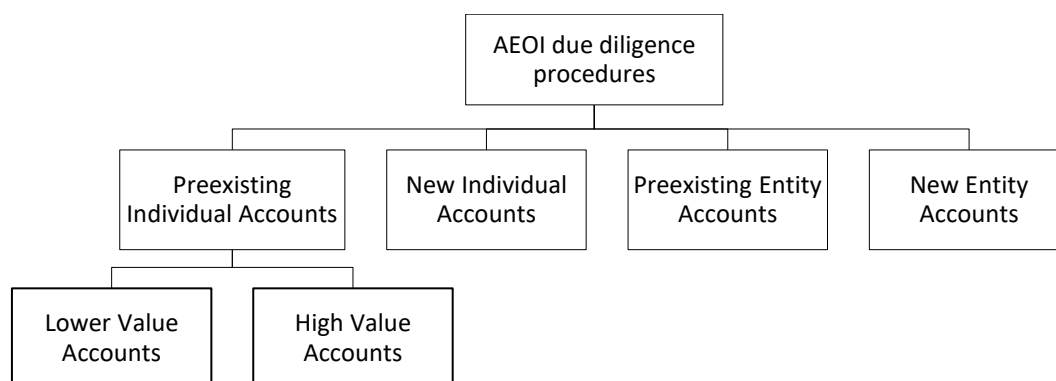 AEOI due diligence
procedures
Preexisting
Individual Accounts
New Individual
Accounts
Preexisting Entity
Accounts
New Entity
Accounts
Lower Value
Accounts
High Value
Accounts